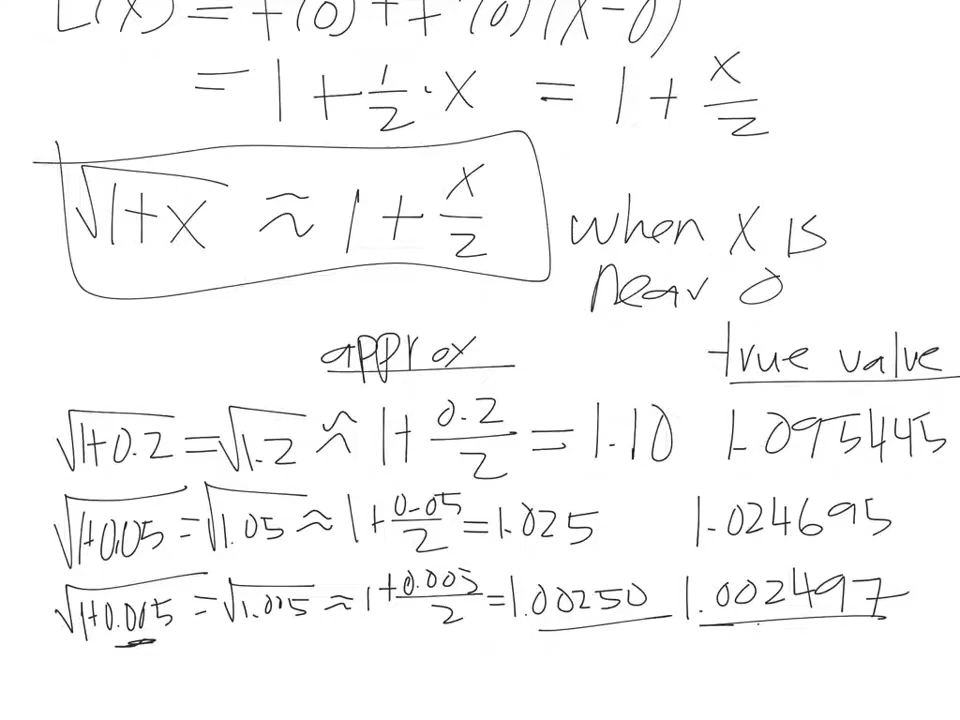 L(x) = f(0) + f'(0)(x-0)
= 1 + 1/2 · x = 1 + x/2
√(1+x) ≈ 1 + x/2 when x is
near 0
approx true value
√(1+0.2) = √1.2 ≈ 1 + 0.2/2 = 1.10 1.095445
√(1+0.05) = √1.05 ≈ 1 + 0.05/2 = 1.025 1.024695
√(1+0.005) = √1.005 ≈ 1 + 0.005/2 = 1.00250 1.002497